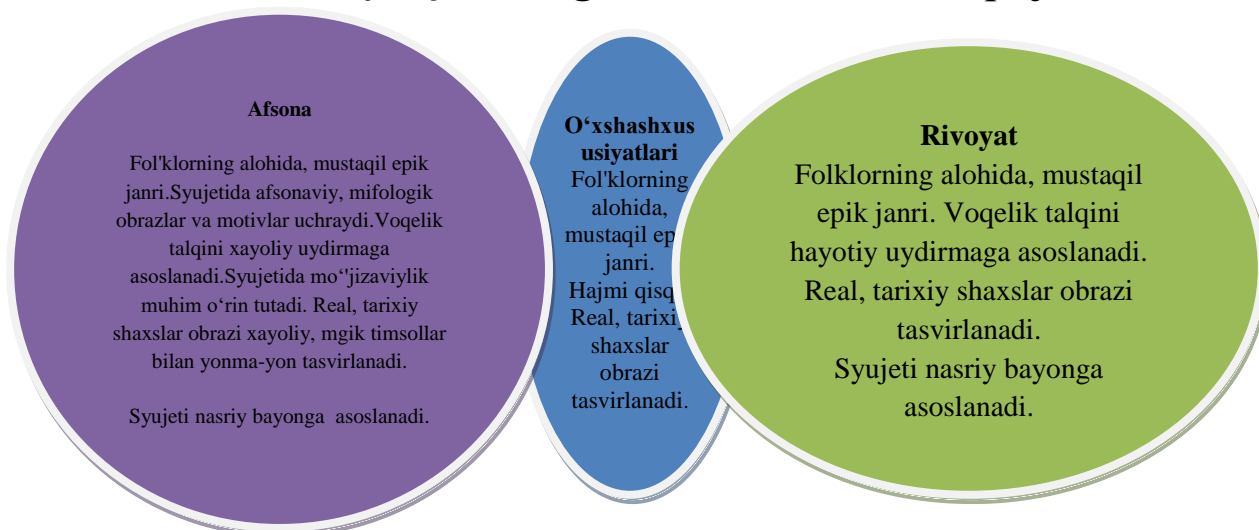 Afsona
Fol'klorning alohida, mustaqil epik
janri.Syujetida afsonaviy, mifologik
obrazlar va motivlar uchraydi.Voqelik
talqini xayoliy uydirmaga
asoslanadi.Syujetida mo‘'jizaviylik
muhim o‘rin tutadi. Real, tarixiy
shaxslar obrazi xayoliy, mgik timsollar
bilan yonma-yon tasvirlanadi.
Syujeti nasriy bayonga asoslanadi.
O‘xshashxus
usiyatlari
Fol'klorning
alohida,
mustaqil
janri.
Hajmi
Real,
shaxslar
obrazi
tasvirlanadi.
Rivoyat
Folklorning alohida, mustaqil
epik janri. Voqelik talqini
hayotiy uydirmaga asoslanadi.
Real, tarixiy shaxslar obrazi
tasvirlanadi.
Syujeti nasriy bayonga
asoslanadi.